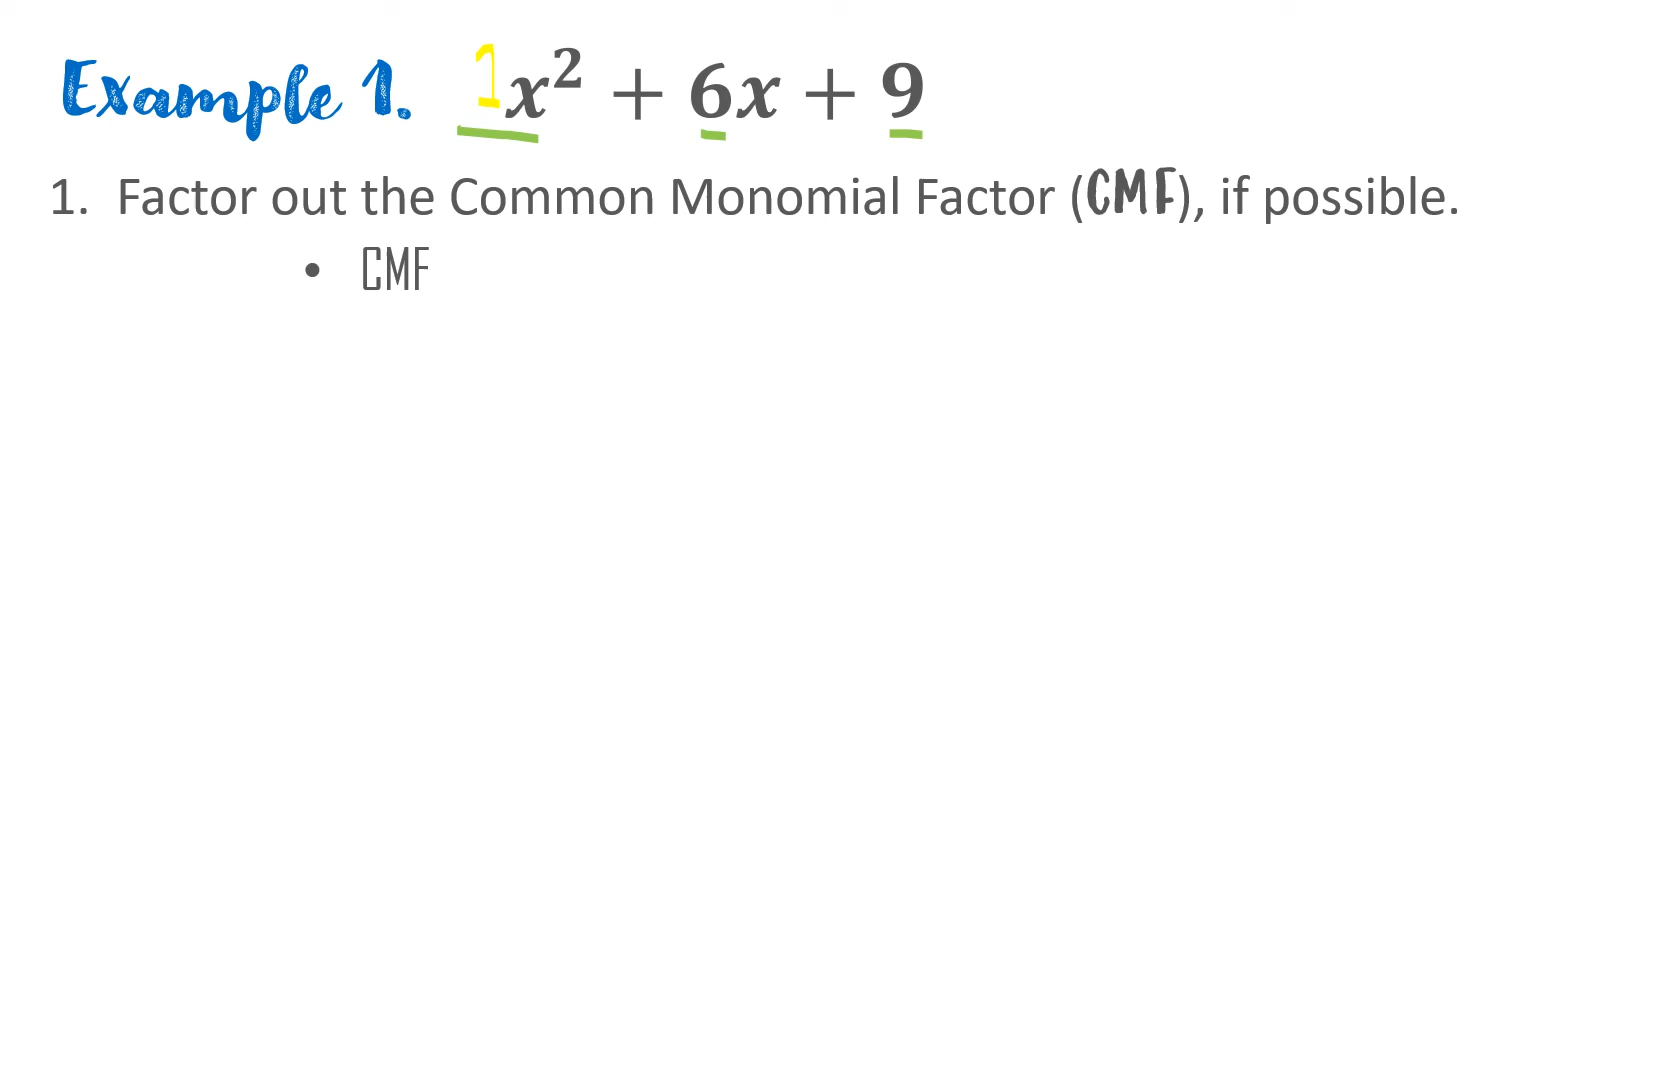 Example 1. 1x² + 6x + 9
1. Factor out the Common Monomial Factor (CMF), if possible.
• CMF